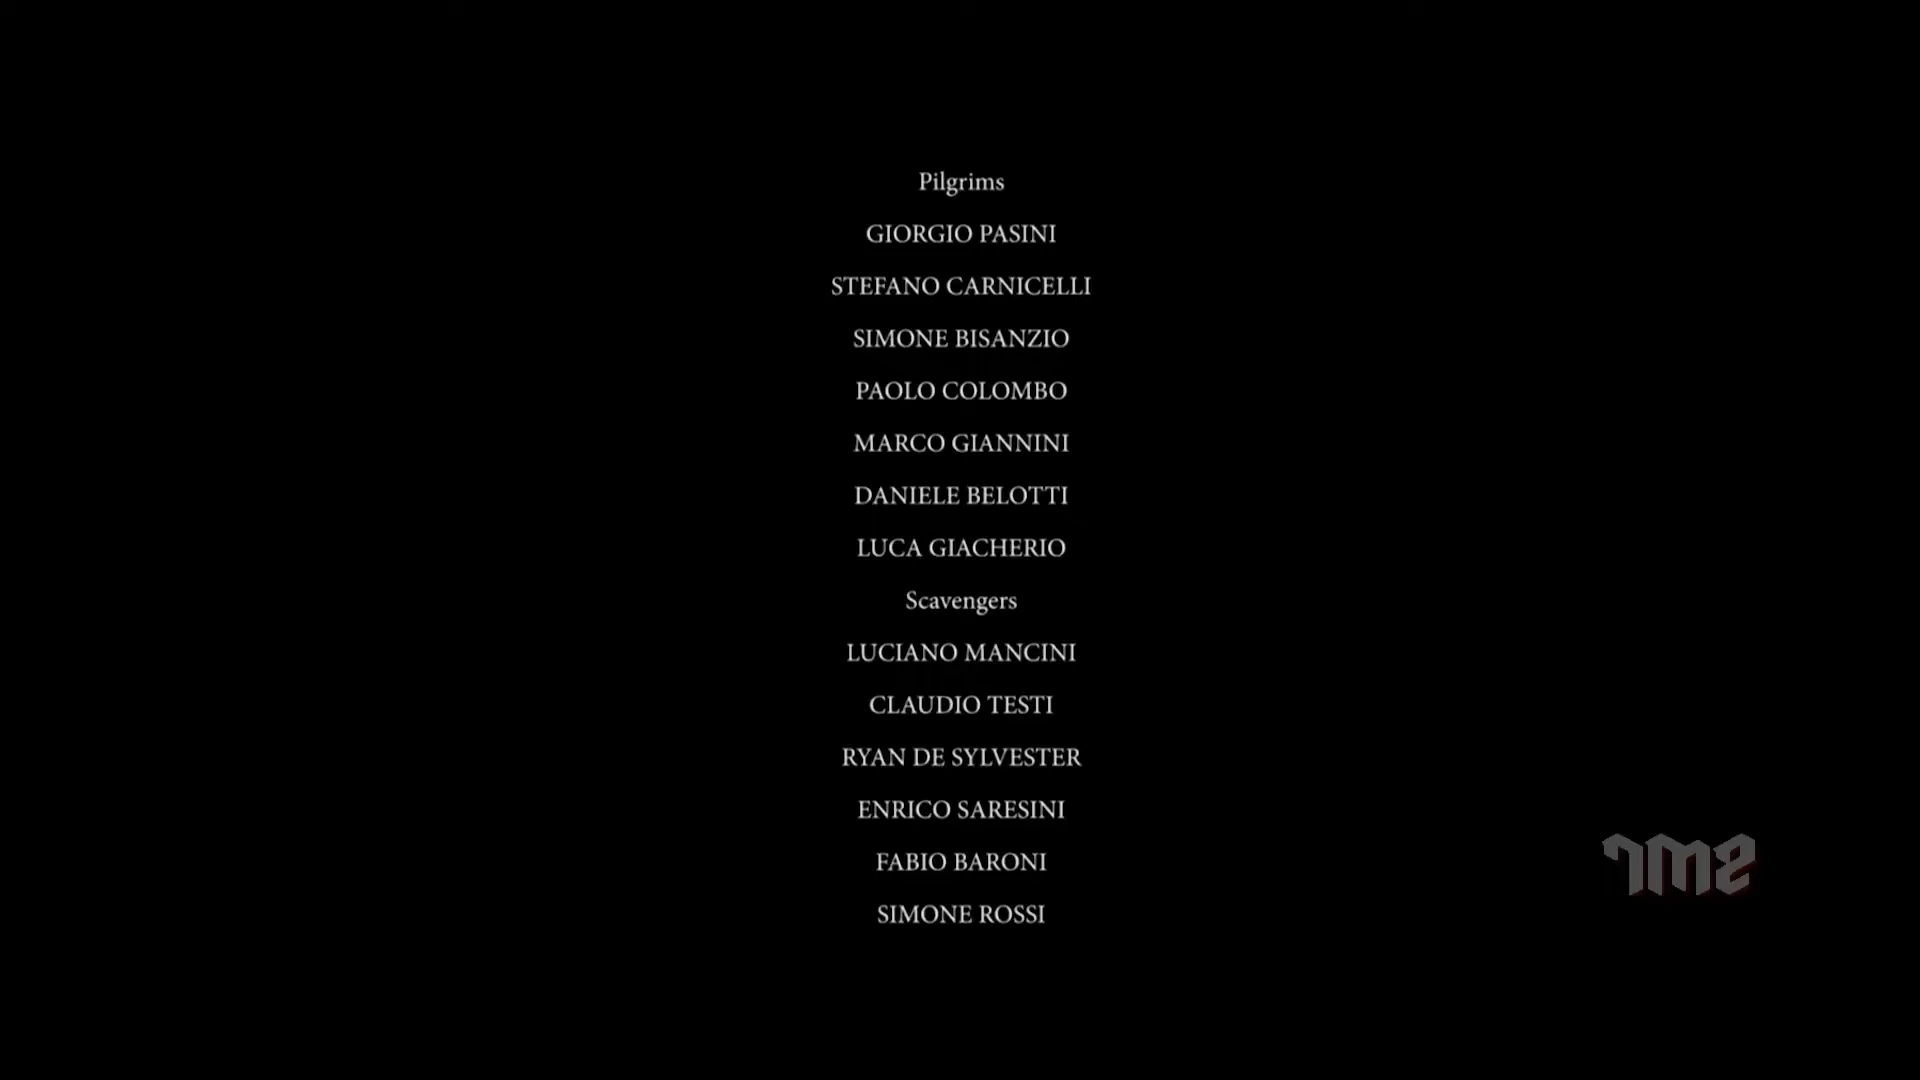 Pilgrims
GIORGIO PASINI
STEFANO CARNICELLI
SIMONE BISANZIO
PAOLO COLOMBO
MARCO GIANNINI
DANIELE BELOTTI
LUCA GIACHERIO
Scavengers
LUCIANO MANCINI
CLAUDIO TESTI
RYAN DE SYLVESTER
ENRICO SARESINI
FABIO BARONI
SIMONE ROSSI